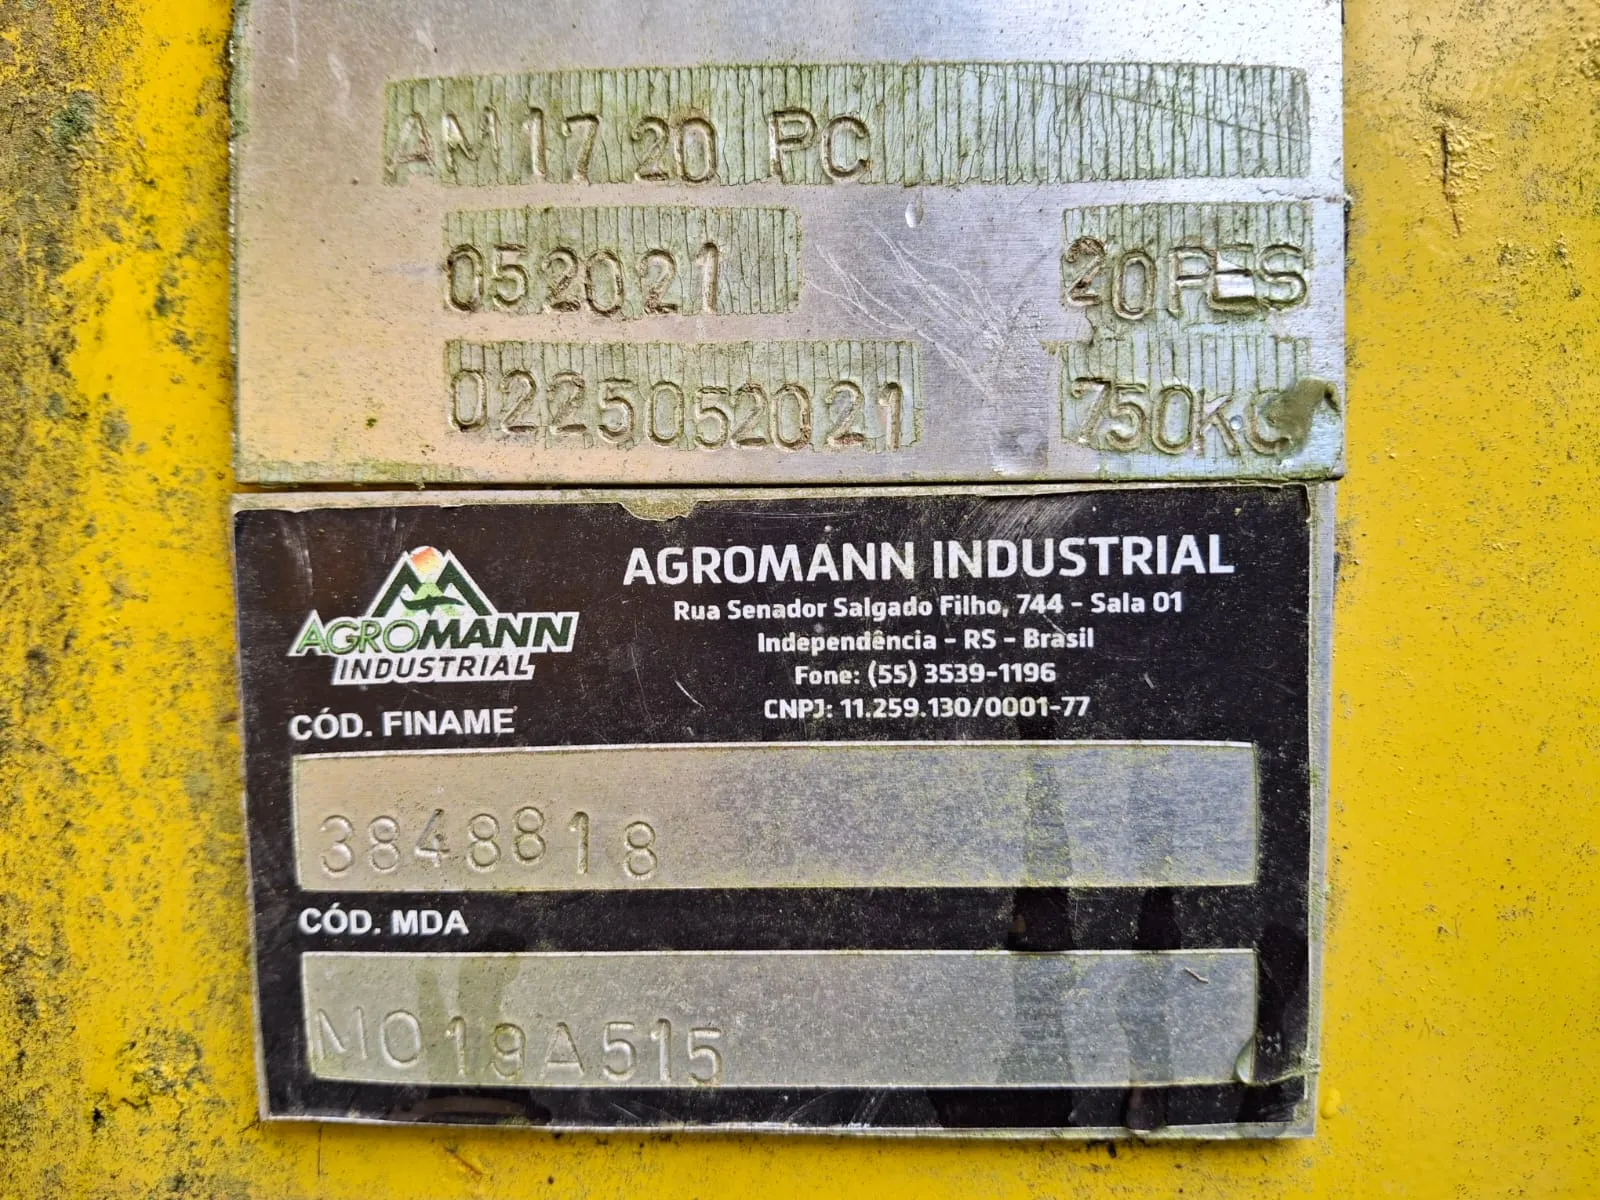 AM 17 20 PC
052021
20PES
0225052021
750KG
AGROMANN
INDUSTRIAL
AGROMANN INDUSTRIAL
Rua Senador Salgado Filho, 744 - Sala 01
Independência - RS - Brasil
Fone: (55) 3539-1196
CNPJ: 11.259.130/0001-77
CÓD. FINAME
3848818
CÓD. MDA
MO19A515